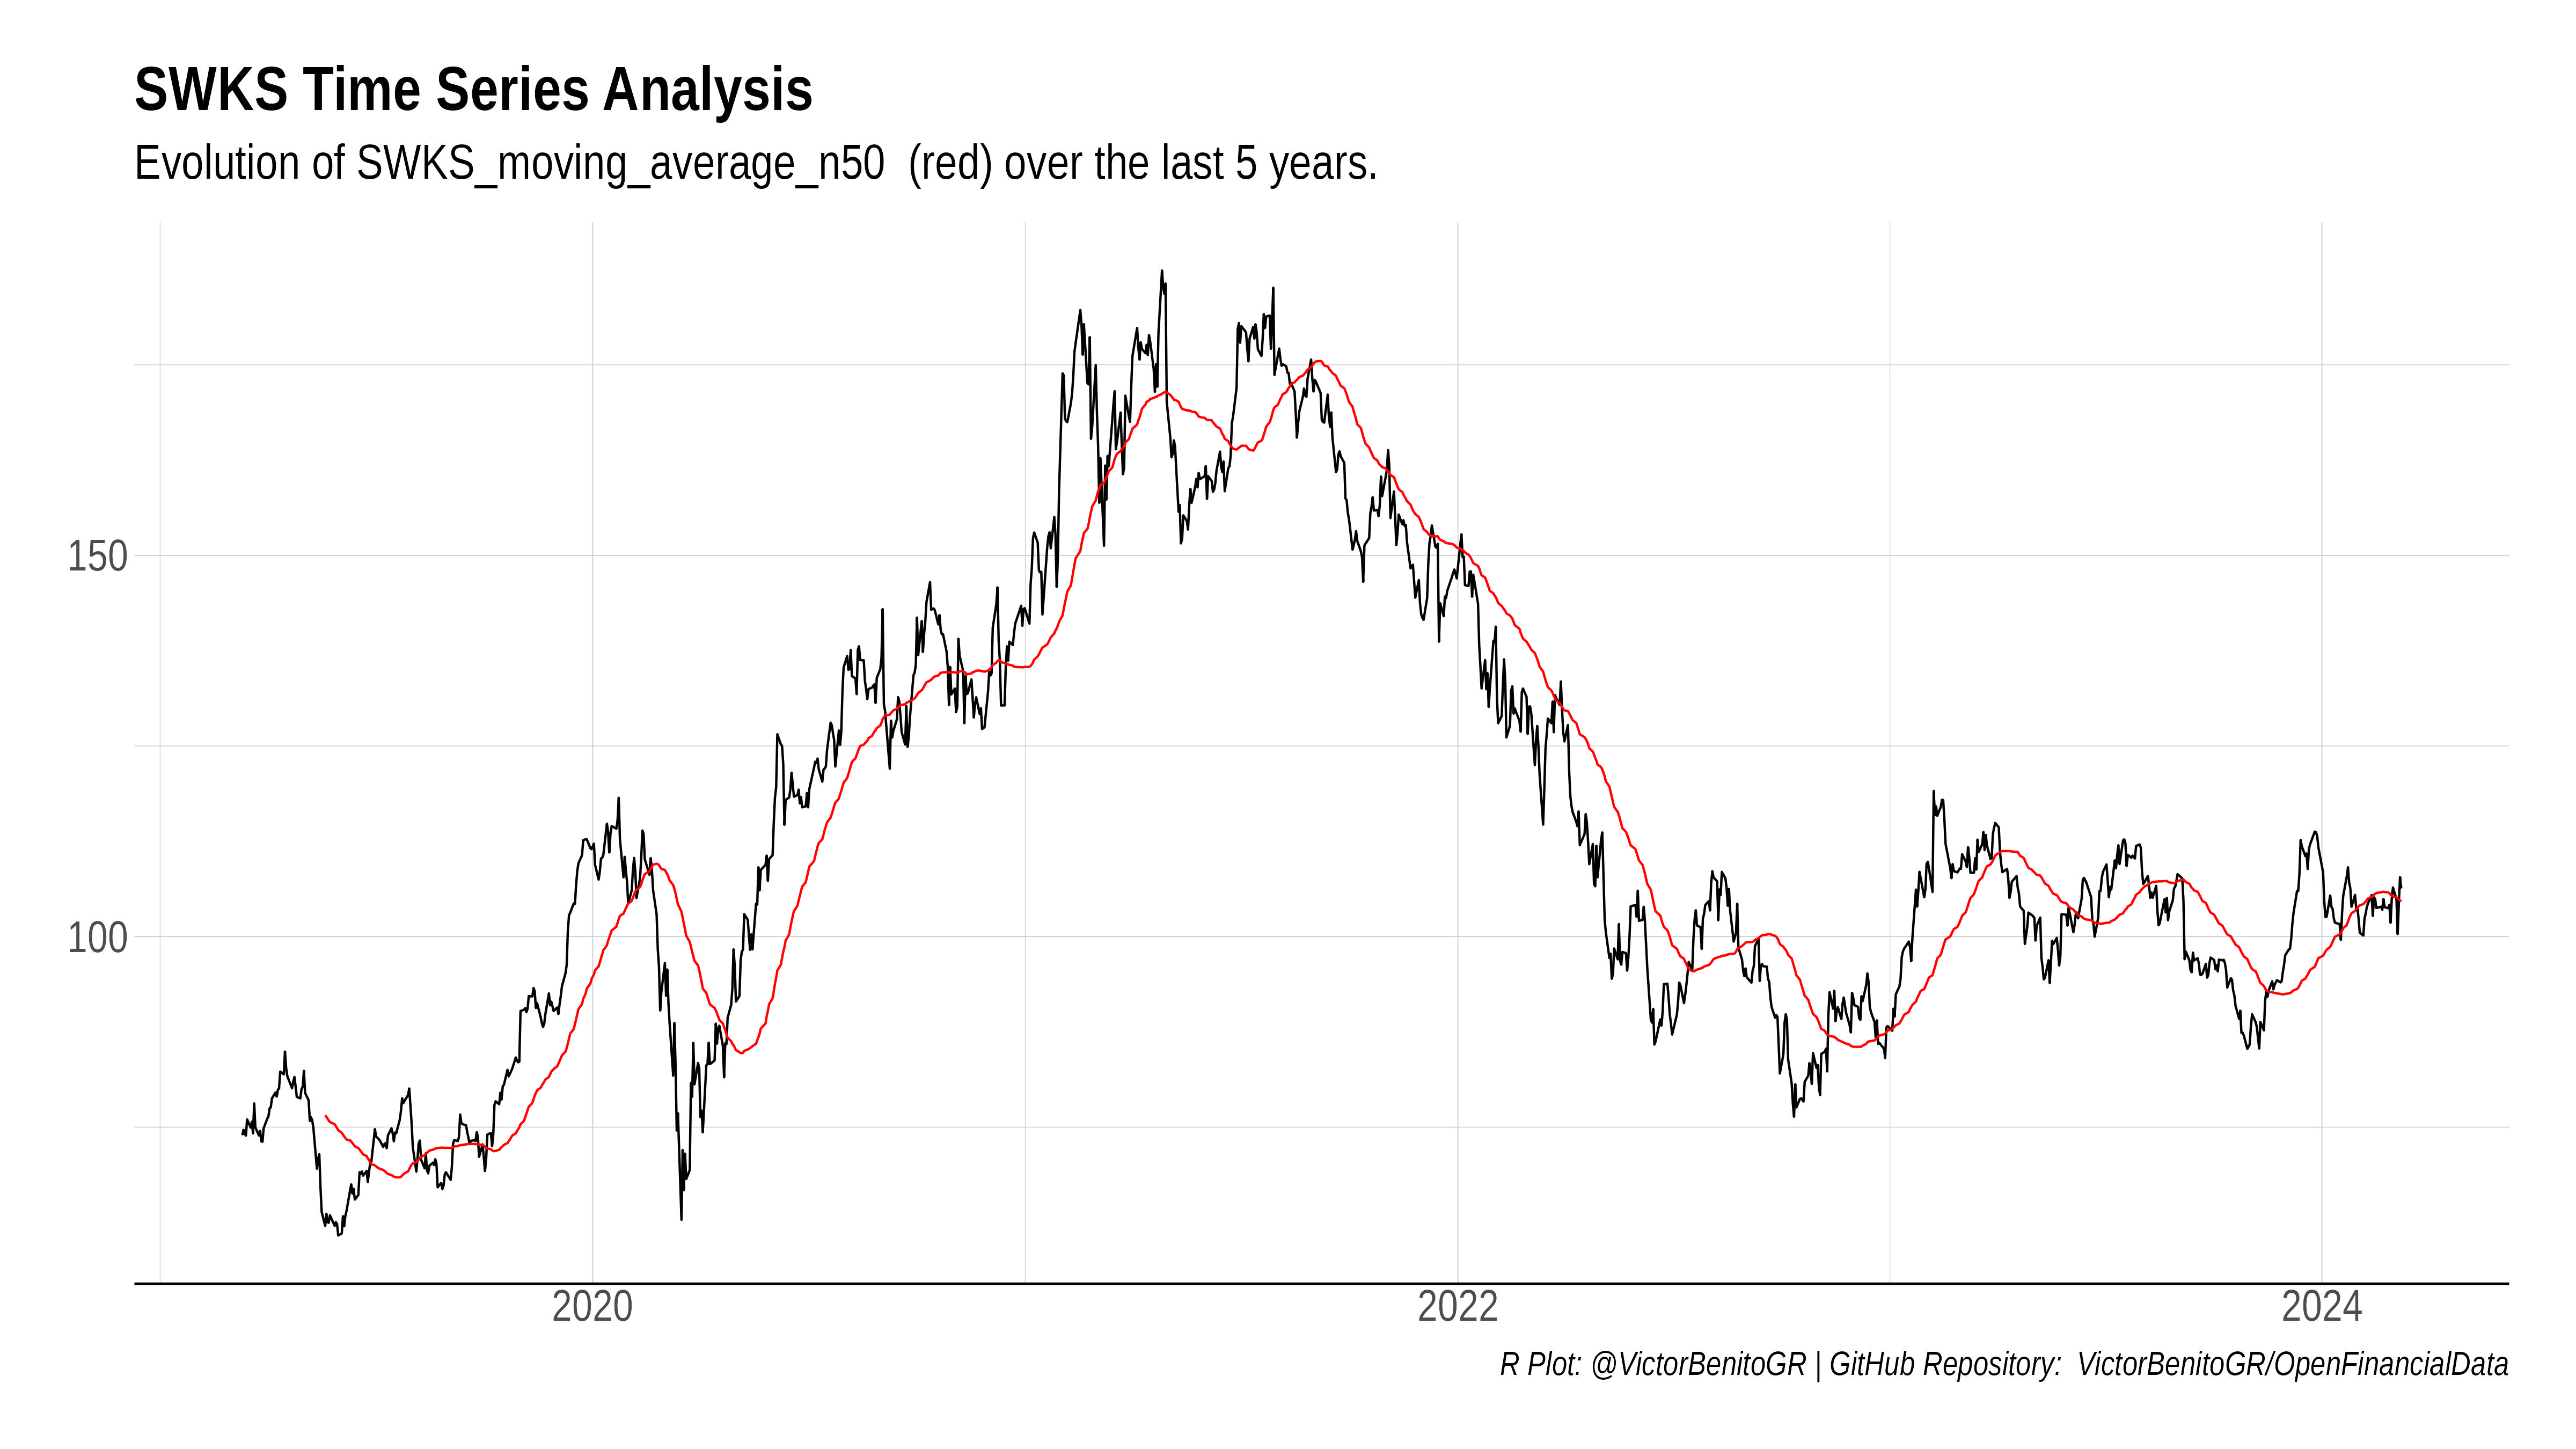 SWKS Time Series Analysis
Evolution of SWKS_moving_average_n50  (red) over the last 5 years.
150
100
2020
2022
2024
R Plot: @VictorBenitoGR | GitHub Repository:  VictorBenitoGR/OpenFinancialData